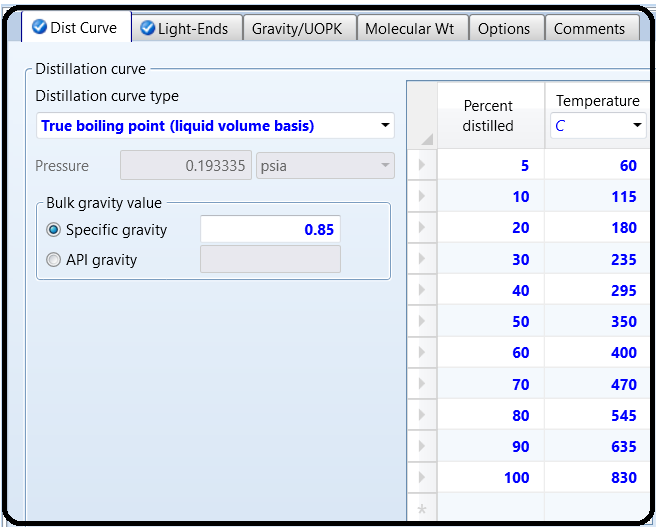 Dist Curve Light-Ends Gravity/UOPK Molecular Wt Options Comments
Distillation curve
Distillation curve type
True boiling point (liquid volume basis)
Pressure 0.193335 psia
Bulk gravity value
Specific gravity 0.85
API gravity
Percent distilled Temperature
C
5 60
10 115
20 180
30 235
40 295
50 350
60 400
70 470
80 545
90 635
100 830
*